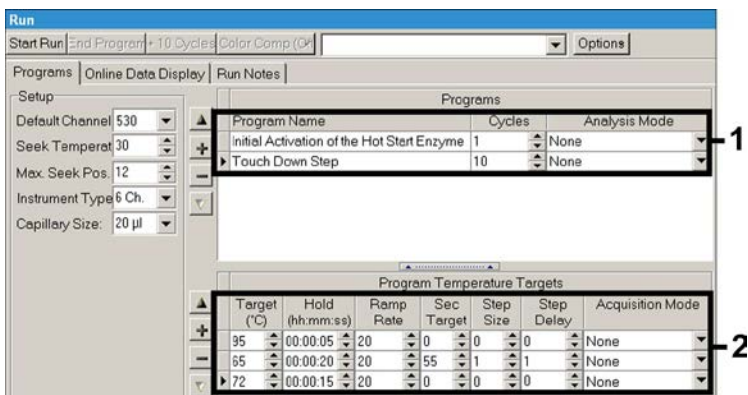 Run
Start Run End Program + 10 Cycles Color Comp (On Options
Programs Online Data Display Run Notes
Setup
Default Channel 530
Seek Temperat 30
Max. Seek Pos. 12
Instrument Type 6 Ch.
Capillary Size: 20 µl
Programs
Program Name Cycles Analysis Mode
Initial Activation of the Hot Start Enzyme 1 None
Touch Down Step 10 None
1
Program Temperature Targets
Target (°C) Hold (hh:mm:ss) Ramp Rate Sec Target Step Size Step Delay Acquisition Mode
95 00:00:05 20 0 0 0 None
65 00:00:20 20 55 1 1 None
72 00:00:15 20 0 0 0 None
2